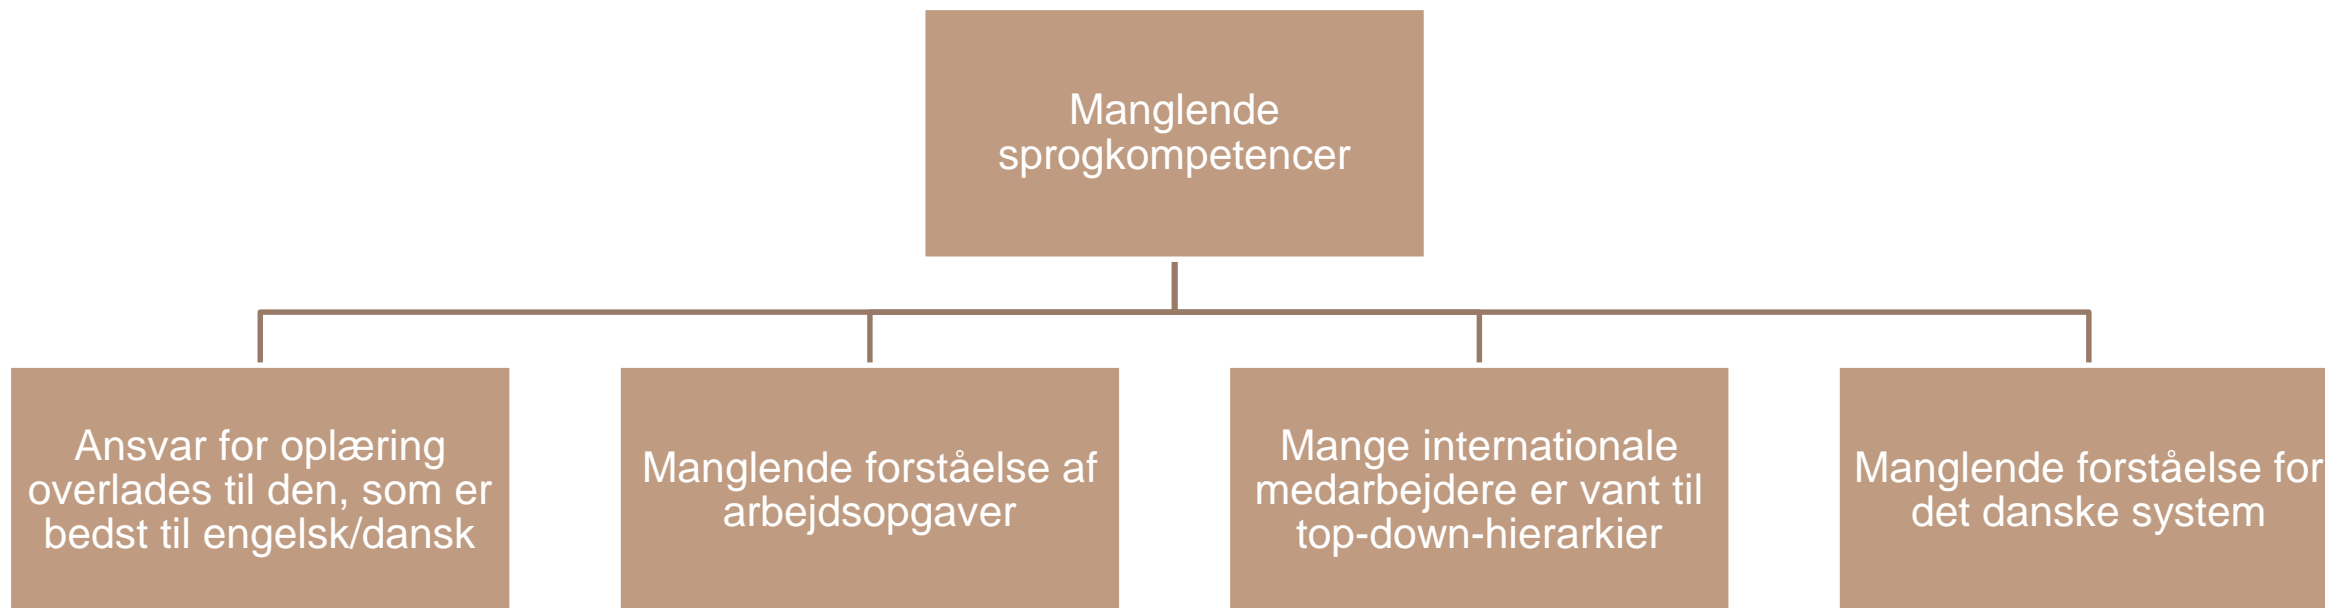 Manglende
sprogkompetencer
Ansvar for oplæring
overlades til den, som er
bedst til engelsk/dansk
Manglende forståelse af
arbejdsopgaver
Mange internationale
medarbejdere er vant til
top-down-hierarkier
Manglende forståelse for
det danske system